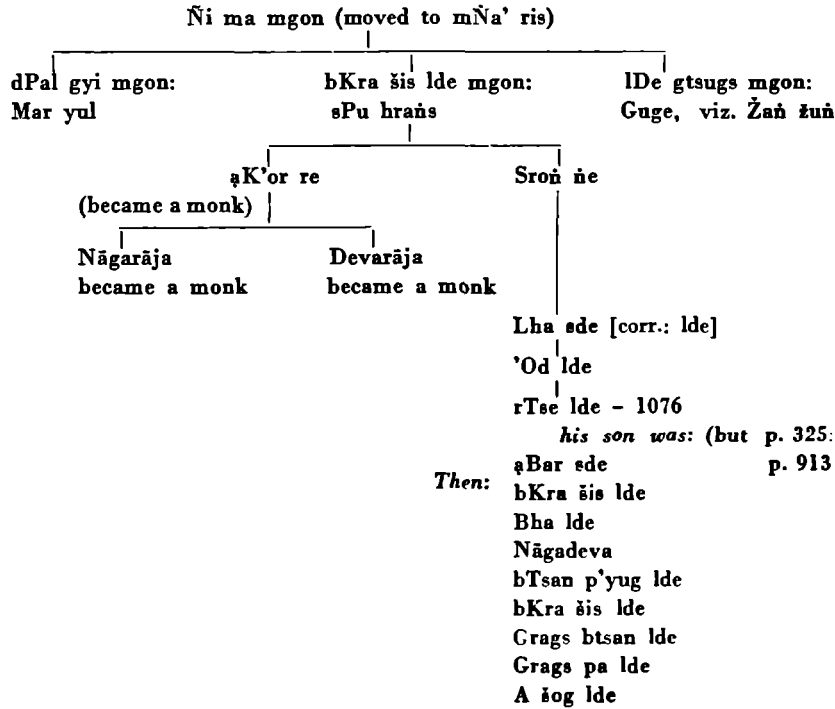 Ñi ma mgon (moved to mṄa' ris)
dPal gyi mgon: bKra šis lde mgon: lDe gtsugs mgon:
Mar yul sPu hraṅs Guge, viz. Žaṅ žuṅ
ạK'or re Sroṅ ṅe
(became a monk)
Nāgarāja Devarāja
became a monk became a monk
Lha sde [corr.: lde]
'Od lde
rTse lde – 1076
his son was: (but p. 325:
ạBar sde p. 913
Then:
bKra šis lde
Bha lde
Nāgadeva
bTsan p'yug lde
bKra šis lde
Grags btsan lde
Grags pa lde
A šog lde